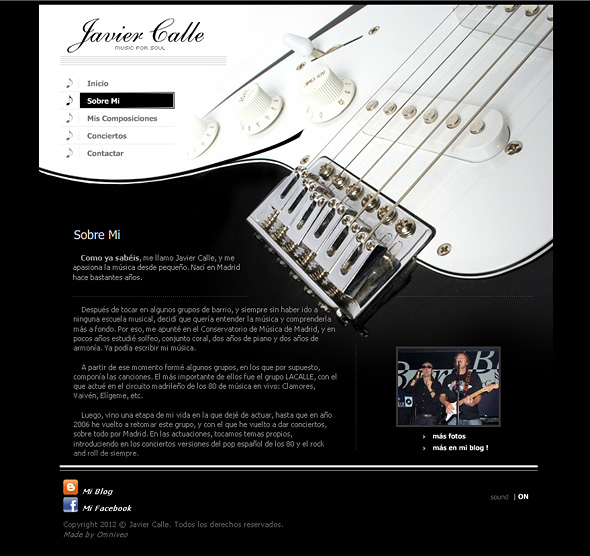 Javier Calle
MUSIC FOR SOUL
Inicio
Sobre Mi
Mis Composiciones
Conciertos
Contactar
Sobre Mi
Como ya sabéis, me llamo Javier Calle, y me
apasiona la música desde pequeño. Nací en Madrid
hace bastantes años.
Después de tocar en algunos grupos de barrio, y siempre sin haber ido a
ninguna escuela musical, decidí que quería entender la música y comprenderla
más a fondo. Por eso, me apunté en el Conservatorio de Música de Madrid, y en
pocos años estudié solfeo, conjunto coral, dos años de piano y dos años de
armonía. Ya podía escribir mi música.
A partir de ese momento formé algunos grupos, en los que por supuesto,
componía las canciones. El más importante de ellos fue el grupo LACALLE, con el
que actué en el circuito madrileño de los 80 de música en vivo: Clamores,
Vaivén, Elígeme, etc.
Luego, vino una etapa de mi vida en la que dejé de actuar, hasta que en año
2006 he vuelto a retomar este grupo, y con el que he vuelto a dar conciertos,
sobre todo por Madrid. En las actuaciones, tocamos temas propios,
introduciendo en los conciertos versiones del pop español de los 80 y el rock
and roll de siempre.
› más fotos
› más en mi blog !
Mi Blog
Mi Facebook
sound | ON
Copyright 2012 © Javier Calle. Todos los derechos reservados.
Made by Omniveo